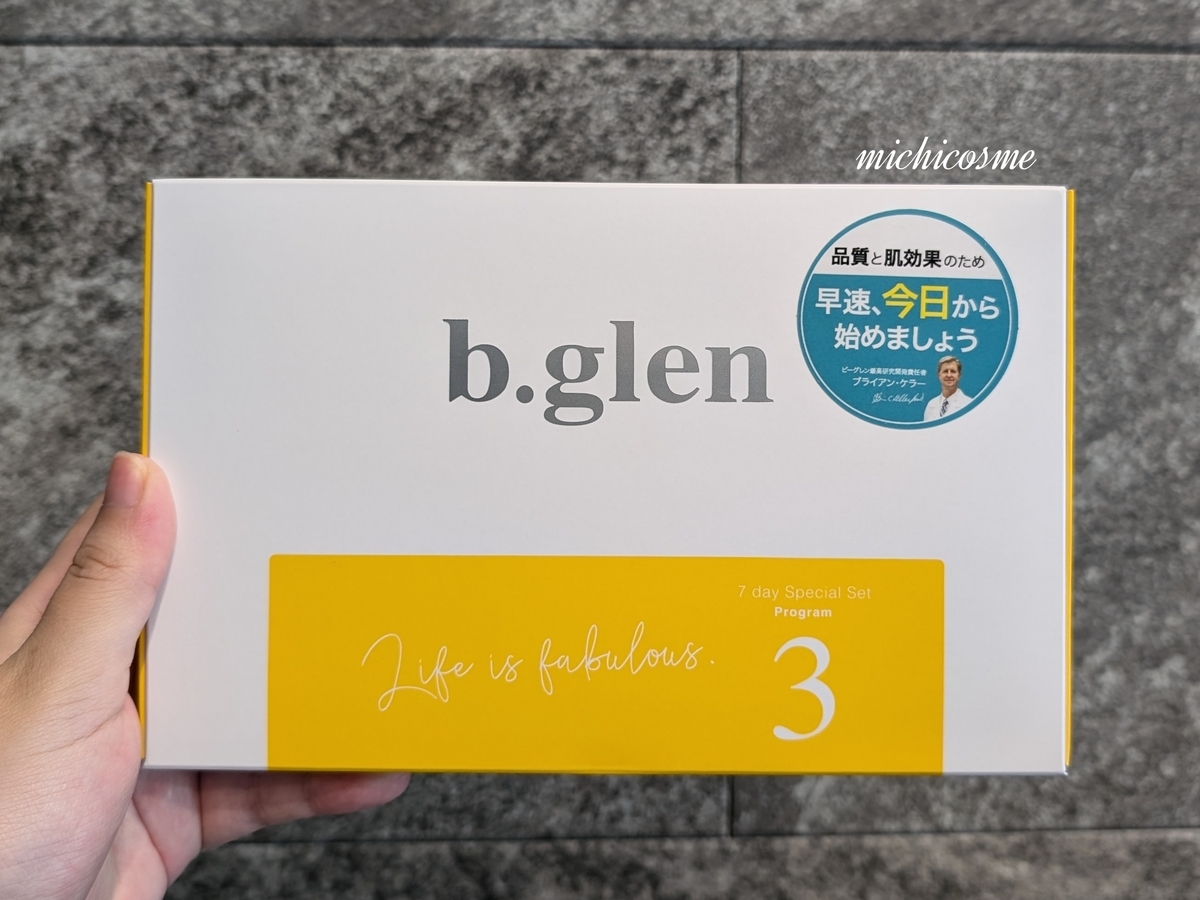 michicosme
品質と肌効果のため
早速、今日から
始めましょう
ビーグレン最高研究開発責任者
ブライアン・ケラー
b.glen
7 day Special Set
Program
3
Life is fabulous.